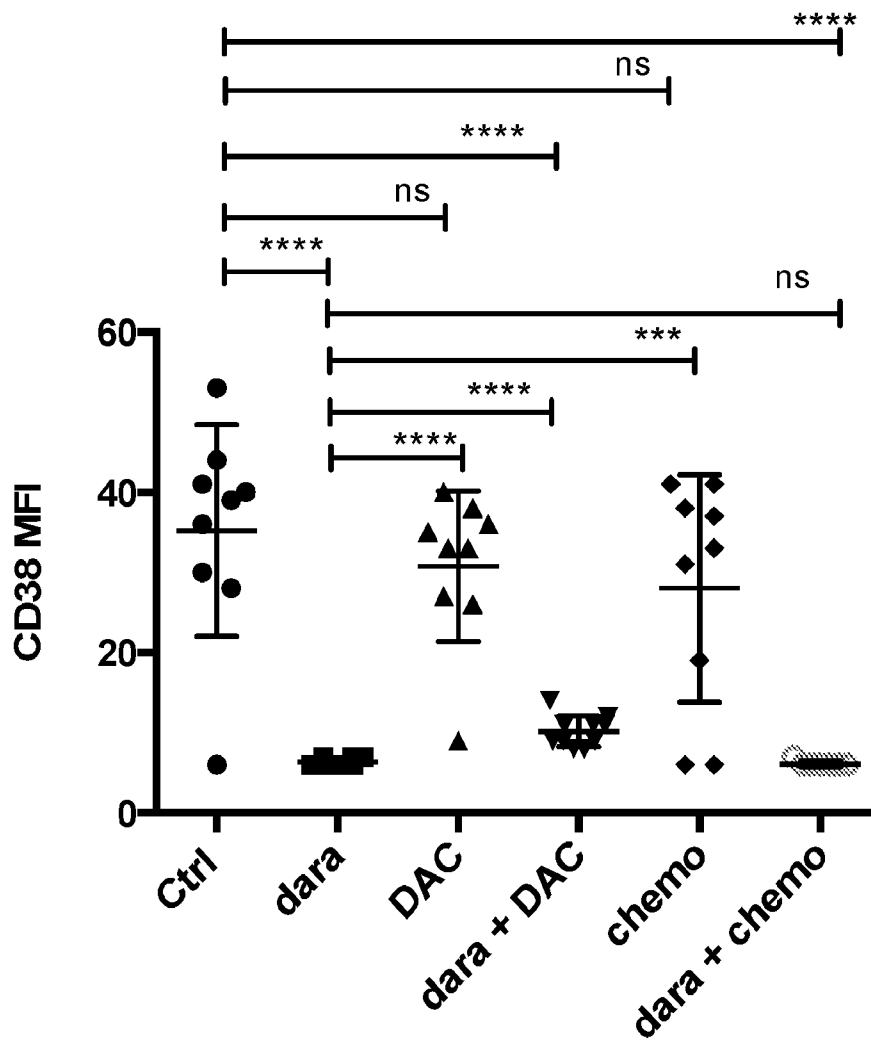 ****
ns
****
ns
****
ns
***
****
****
60
40
20
0
CD38 MFI
Ctrl
dara
DAC
dara + DAC
chemo
dara + chemo